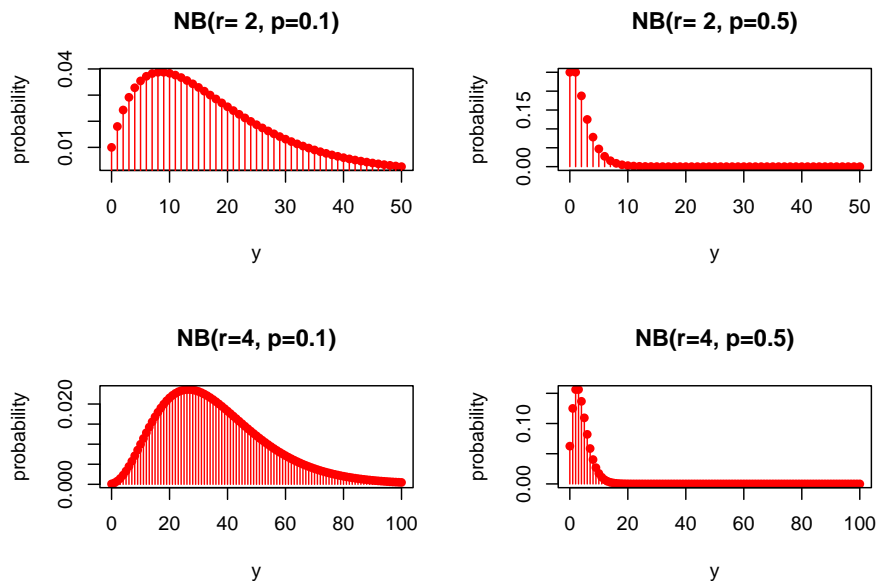 NB(r= 2, p=0.1)
probability
0.01
0.04
0 10 20 30 40 50
y
NB(r= 2, p=0.5)
probability
0.00
0.15
0 10 20 30 40 50
y
NB(r=4, p=0.1)
probability
0.000
0.020
0 20 40 60 80 100
y
NB(r=4, p=0.5)
probability
0.00
0.10
0 20 40 60 80 100
y